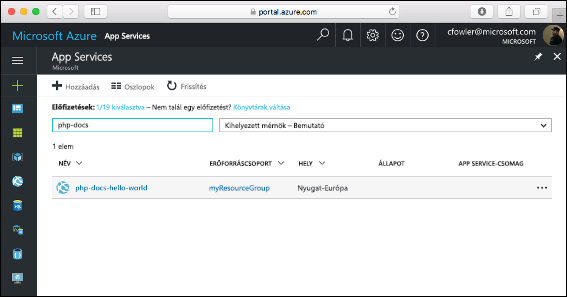 portal.azure.com
Microsoft Azure App Services
cfowler@microsoft.com
MICROSOFT
App Services
Microsoft
Hozzáadás Oszlopok Frissítés
Előfizetések: 1/19 kiválasztva – Nem talál egy előfizetést? Könyvtárak váltása
php-docs Kihelyezett mérnök – Bemutató
1 elem
NÉV ERŐFORRÁSCSOPORT HELY ÁLLAPOT APP SERVICE-CSOMAG
php-docs-hello-world myResourceGroup Nyugat-Európa